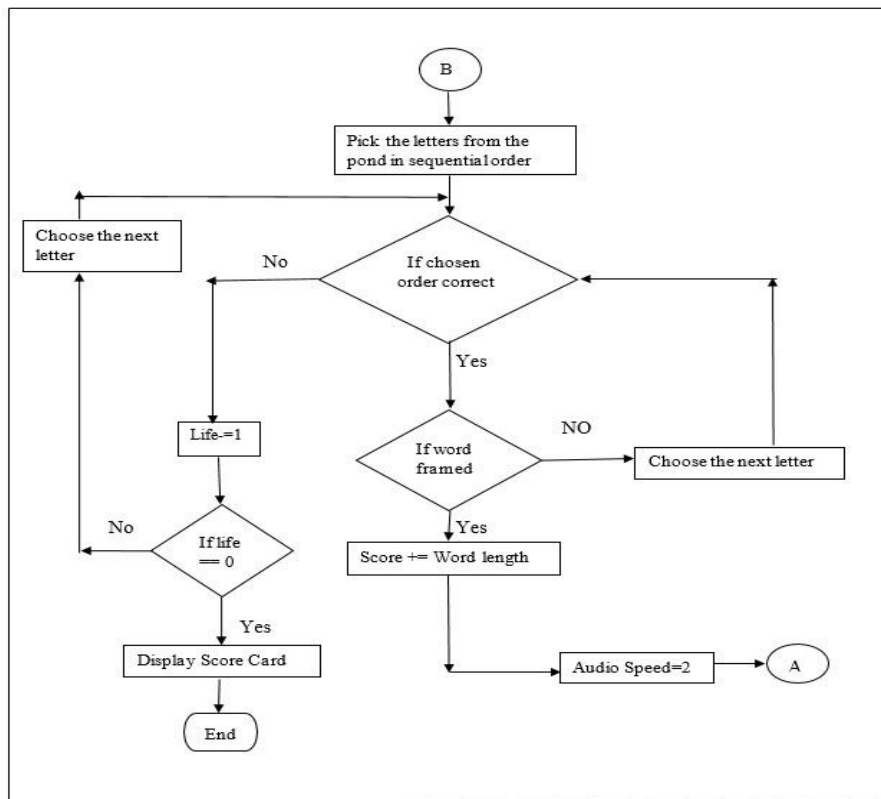 B
Pick the letters from the
pond in sequential order
Choose the next
letter
No
If chosen
order correct
Yes
Life-=1
If word
framed
NO
Choose the next letter
No
If life
== 0
Yes
Score += Word length
Yes
Display Score Card
Audio Speed=2
A
End